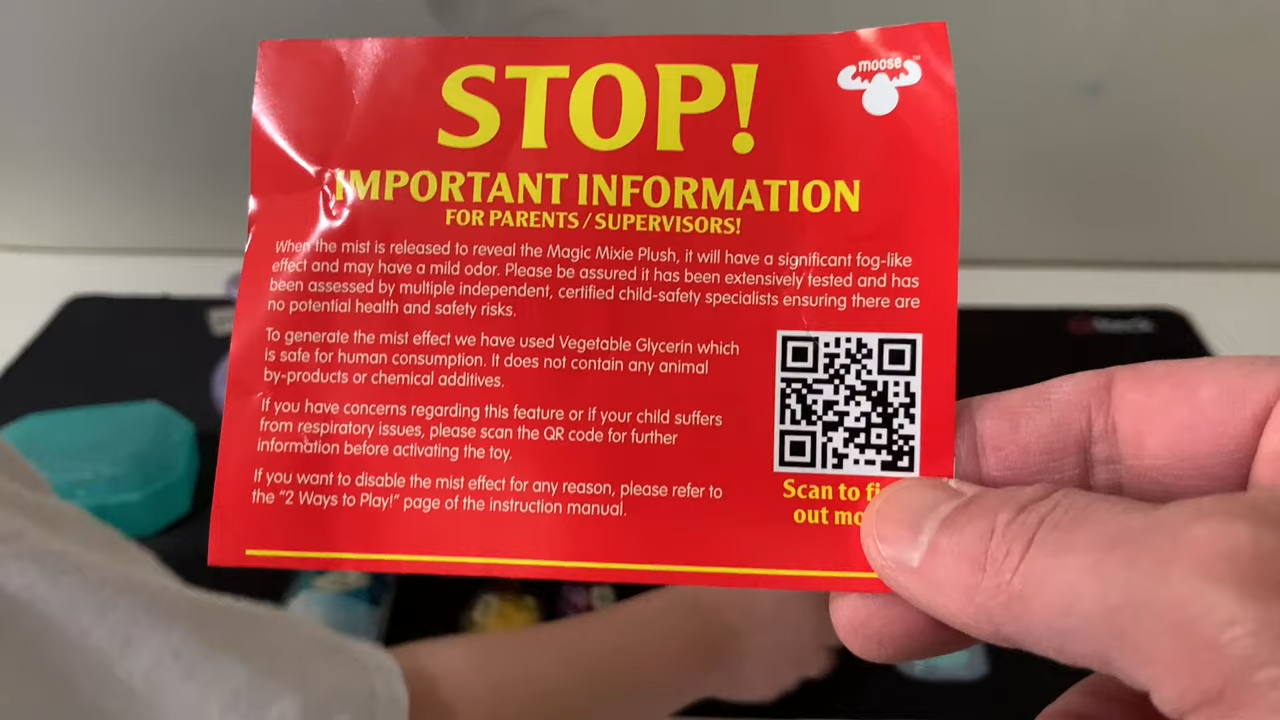 STOP!
moose™
IMPORTANT INFORMATION
FOR PARENTS / SUPERVISORS!
When the mist is released to reveal the Magic Mixie Plush, it will have a significant fog-like
effect and may have a mild odor. Please be assured it has been extensively tested and has
been assessed by multiple independent, certified child-safety specialists ensuring there are
no potential health and safety risks.
To generate the mist effect we have used Vegetable Glycerin which
is safe for human consumption. It does not contain any animal
by-products or chemical additives.
If you have concerns regarding this feature or if your child suffers
from respiratory issues, please scan the QR code for further
information before activating the toy.
If you want to disable the mist effect for any reason, please refer to
the "2 Ways to Play!" page of the instruction manual.
Scan to
out